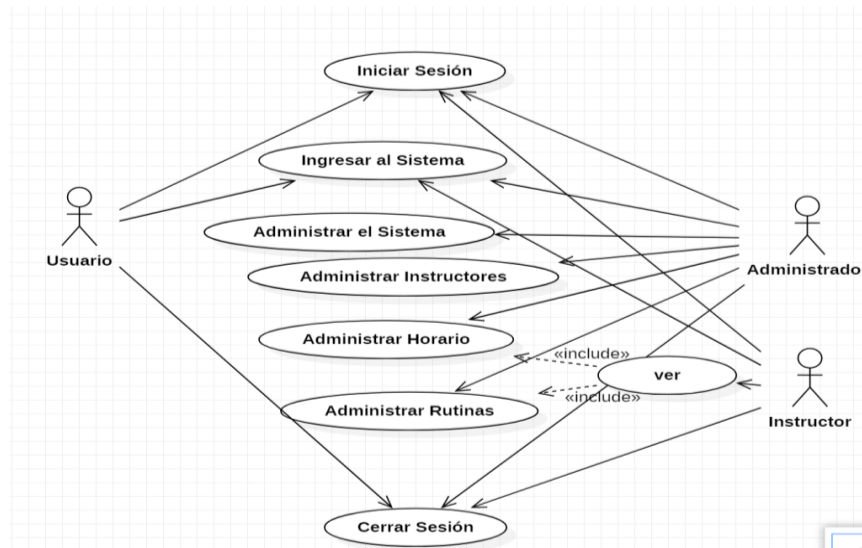 Iniciar Sesión
Ingresar al Sistema
Usuario
Administrar el Sistema
Administrar Instructores
Administrado
Administrar Horario
«include»
ver
«include»
Administrar Rutinas
Instructor
Cerrar Sesión